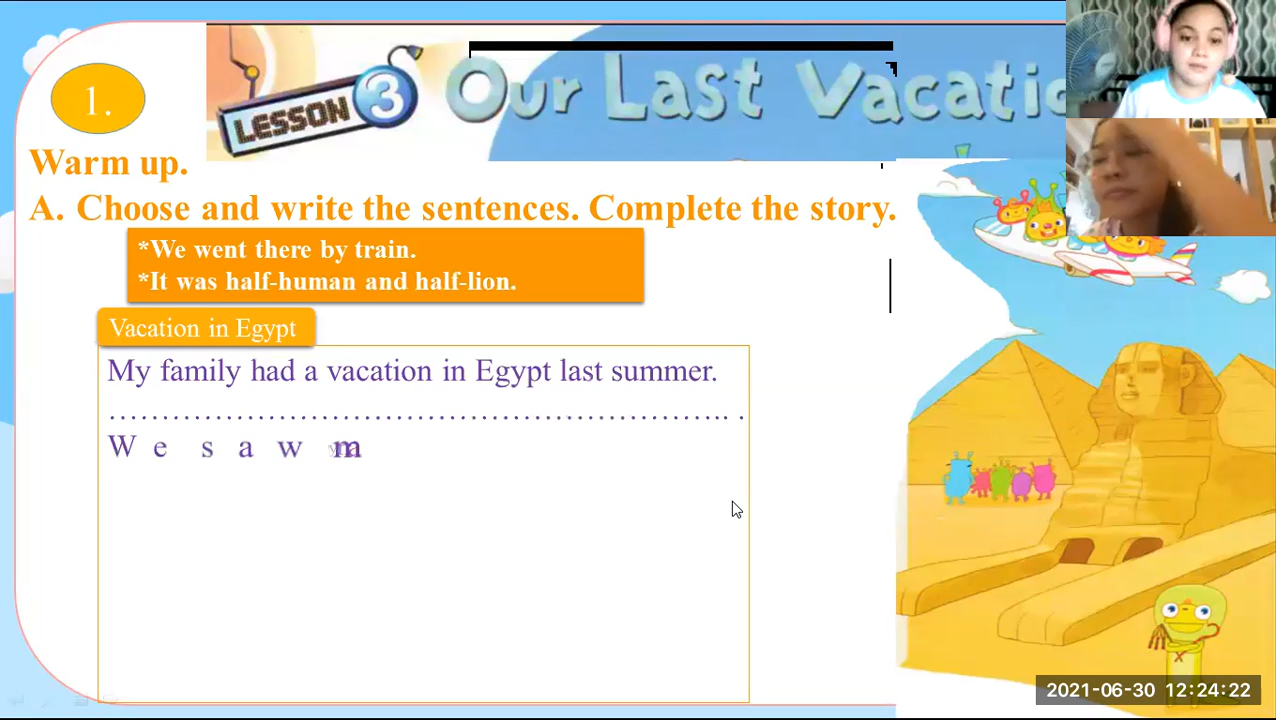 1.
LESSON 3 Our Last Vacatio
Warm up.
A. Choose and write the sentences. Complete the story.
*We went there by train.
*It was half-human and half-lion.
Vacation in Egypt
My family had a vacation in Egypt last summer.
…………………………………………………….. .
We saw m
2021-06-30 12:24:22